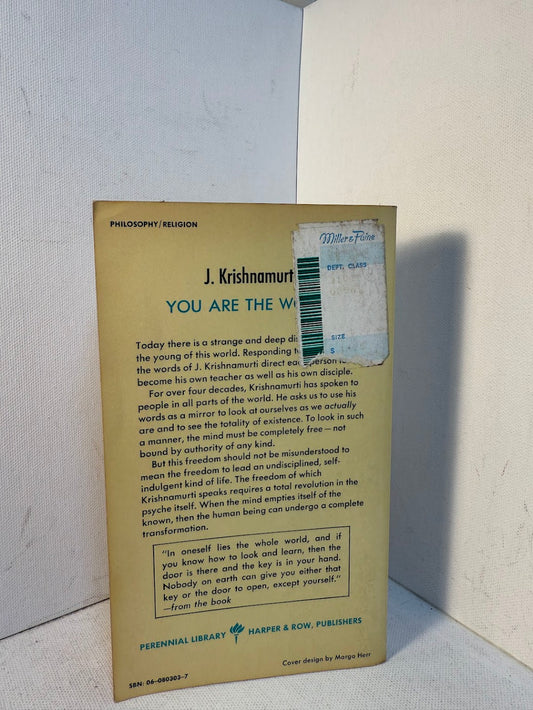 PHILOSOPHY/RELIGION
Miller & Paine
DEPT. CLASS
SIZE
S
J. Krishnamurti
YOU ARE THE
Today there is a strange and deep
the young of this world. Responding
the words of J. Krishnamurti direct each person to
become his own teacher as well as his own disciple.
For over four decades, Krishnamurti has spoken to
people in all parts of the world. He asks us to use his
words as a mirror to look at ourselves as we actually
are and to see the totality of existence. To look in such
a manner, the mind must be completely free—not
bound by authority of any kind.
But this freedom should not be misunderstood to
mean the freedom to lead an undisciplined, self-
indulgent kind of life. The freedom of which
Krishnamurti speaks requires a total revolution in the
psyche itself. When the mind empties itself of the
known, then the human being can undergo a complete
transformation.
"In oneself lies the whole world, and if
you know how to look and learn, then the
door is there and the key is in your hand.
Nobody on earth can give you either that
key or the door to open, except yourself."
—from the book
PERENNIAL LIBRARY HARPER & ROW, PUBLISHERS
Cover design by Margo Herr
SBN: 06-080303-7